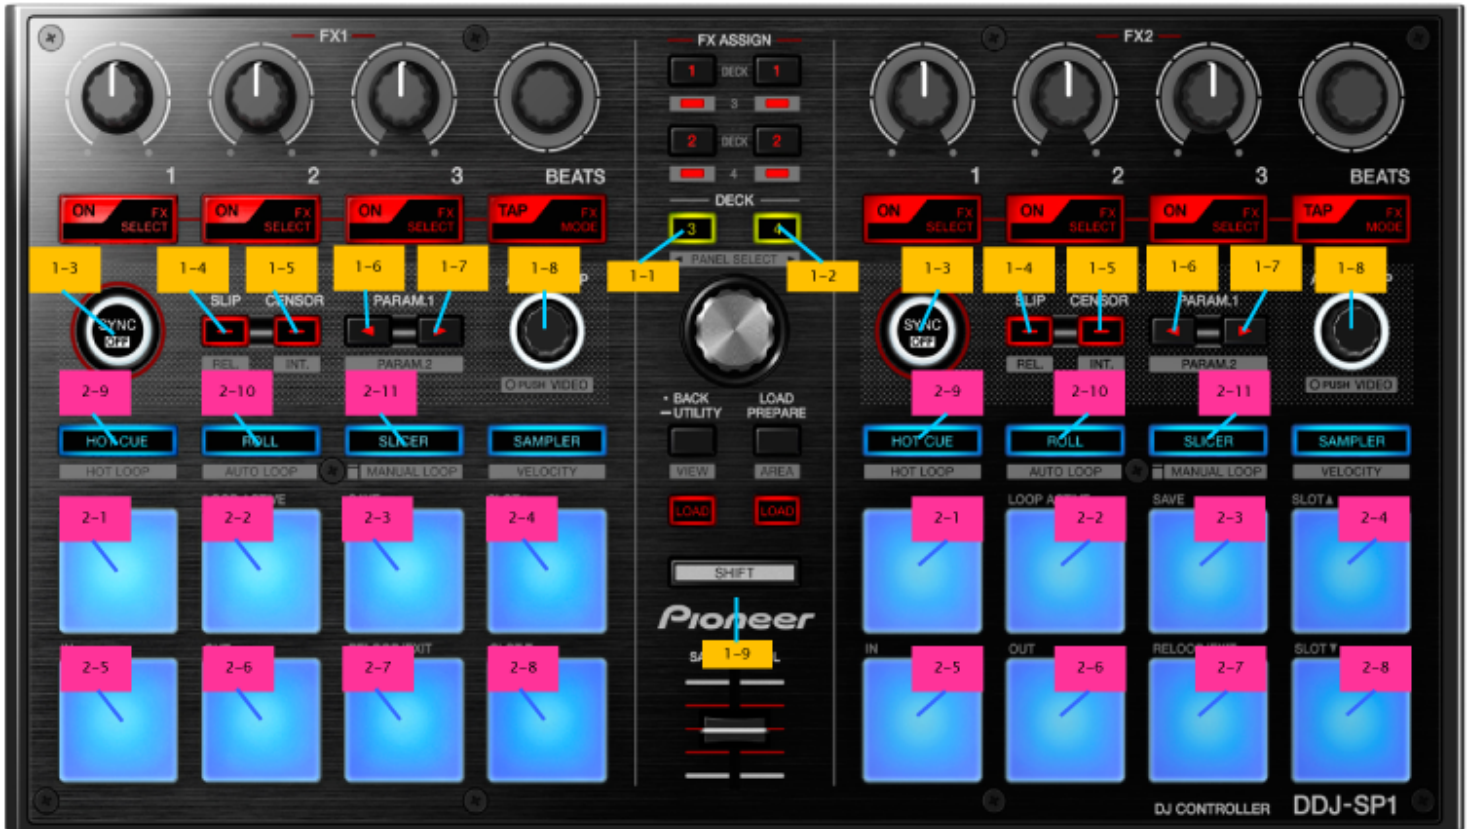 FX1
FX ASSIGN
FX2
1 DECK 1
3
2 DECK 2
4
1 2 3 BEATS
1 2 3 BEATS
DECK
ON FX SELECT
ON FX SELECT
ON FX SELECT
TAP FX MODE
3 4
ON FX SELECT
ON FX SELECT
ON FX SELECT
TAP FX MODE
PANEL SELECT
1-3
1-4
1-5
1-6
1-7
1-8
1-1
1-2
1-3
1-4
1-5
1-6
1-7
1-8
SLIP CENSOR PARAM.1
SLIP CENSOR PARAM.1
SYNC
OFF
SYNC
OFF
REL. INT. PARAM.2
REL. INT. PARAM.2
PUSH VIDEO
PUSH VIDEO
2-9
2-10
2-11
2-9
2-10
2-11
• BACK
— UTILITY
LOAD
PREPARE
HOT CUE ROLL SLICER SAMPLER
HOT CUE ROLL SLICER SAMPLER
HOT LOOP AUTO LOOP MANUAL LOOP VELOCITY
VIEW AREA
HOT LOOP AUTO LOOP MANUAL LOOP VELOCITY
LOOP ACTIVE SAVE SLOT▲
2-1
2-2
2-3
2-4
LOAD LOAD
2-1
2-2
2-3
2-4
SHIFT
Pioneer
IN OUT SLOT▼
1-9
2-5
2-6
2-7
2-8
2-5
2-6
2-7
2-8
DJ CONTROLLER DDJ-SP1